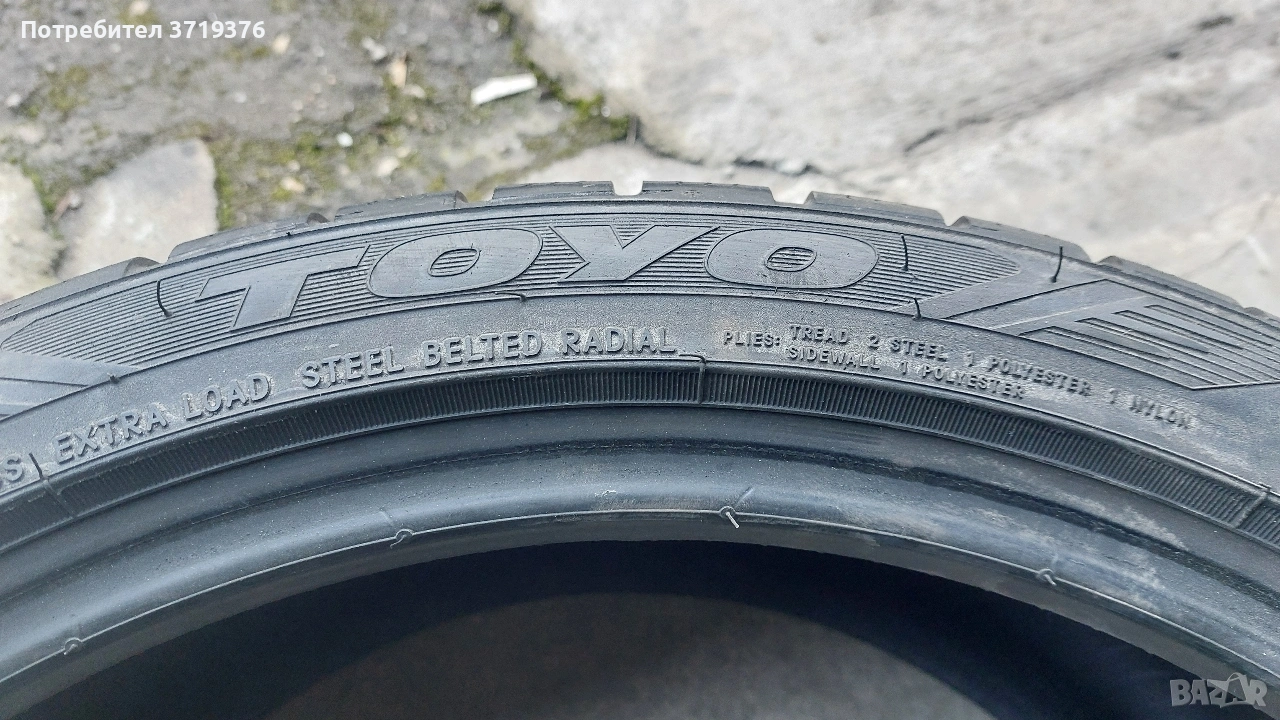 Потребител 3719376
TOYO
S EXTRA LOAD STEEL BELTED RADIAL
PLIES: TREAD 2 STEEL 1 POLYESTER 1 NYLON
SIDEWALL 1 POLYESTER
BAZAR